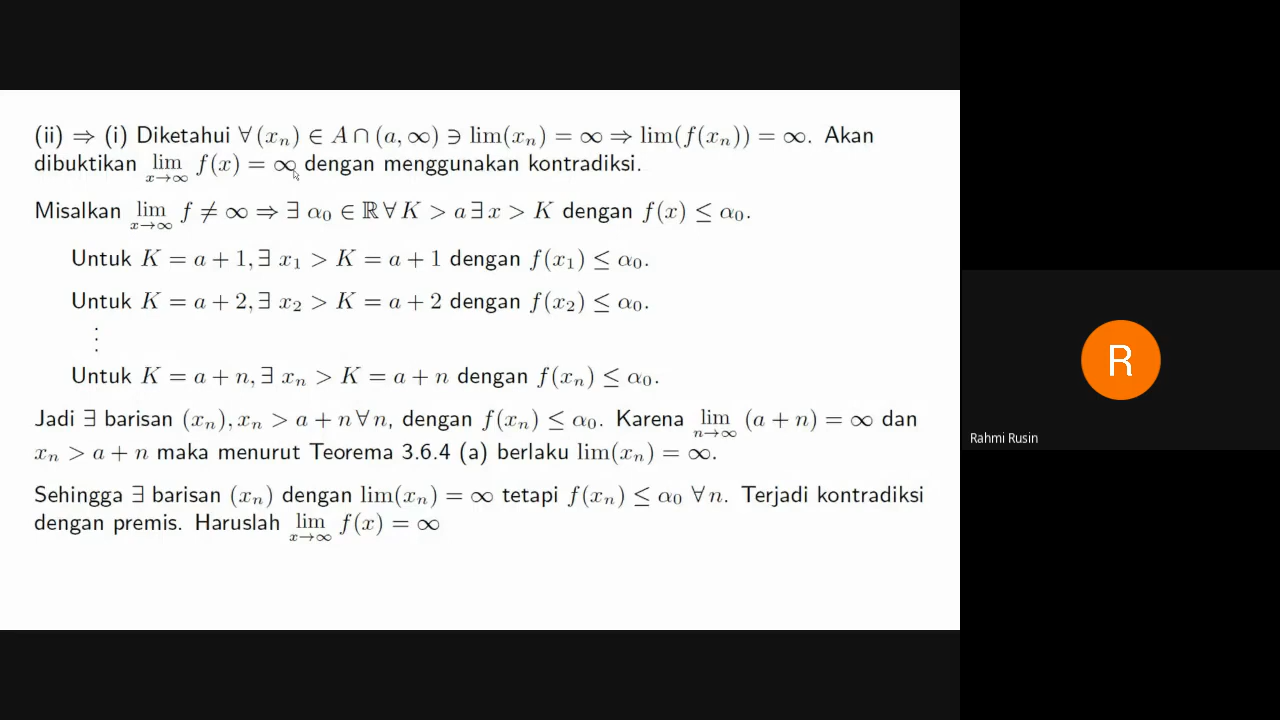 (ii) ⇒ (i) Diketahui ∀(xₙ) ∈ A ∩ (a, ∞) ∋ lim(xₙ) = ∞ ⇒ lim(f(xₙ)) = ∞. Akan
dibuktikan lim_{x→∞} f(x) = ∞ dengan menggunakan kontradiksi.
Misalkan lim_{x→∞} f ≠ ∞ ⇒ ∃ α₀ ∈ ℝ ∀ K > a ∃ x > K dengan f(x) ≤ α₀.
Untuk K = a + 1, ∃ x₁ > K = a + 1 dengan f(x₁) ≤ α₀.
Untuk K = a + 2, ∃ x₂ > K = a + 2 dengan f(x₂) ≤ α₀.
⋮
Untuk K = a + n, ∃ xₙ > K = a + n dengan f(xₙ) ≤ α₀.
Jadi ∃ barisan (xₙ), xₙ > a + n ∀ n, dengan f(xₙ) ≤ α₀. Karena lim_{n→∞} (a + n) = ∞ dan
xₙ > a + n maka menurut Teorema 3.6.4 (a) berlaku lim(xₙ) = ∞.
Sehingga ∃ barisan (xₙ) dengan lim(xₙ) = ∞ tetapi f(xₙ) ≤ α₀ ∀ n. Terjadi kontradiksi
dengan premis. Haruslah lim_{x→∞} f(x) = ∞
R
Rahmi Rusin